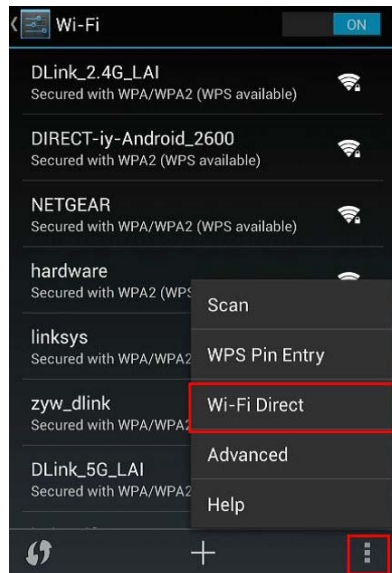 Wi-Fi
ON
DLink_2.4G_LAI
Secured with WPA/WPA2 (WPS available)
DIRECT-iy-Android_2600
Secured with WPA2 (WPS available)
NETGEAR
Secured with WPA/WPA2 (WPS available)
hardware
Secured with WPA2 (WPS
linksys
Secured with WPA/WPA2
zyw_dlink
Secured with WPA/WPA2
DLink_5G_LAI
Secured with WPA/WPA2
Scan
WPS Pin Entry
Wi-Fi Direct
Advanced
Help